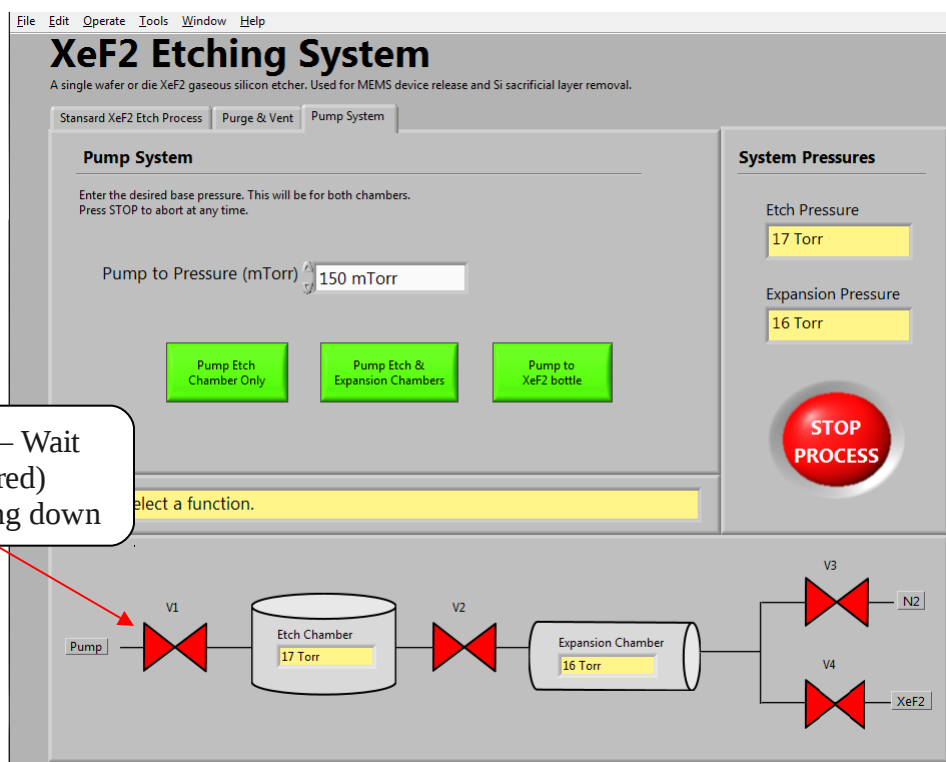 File Edit Operate Tools Window Help
XeF2 Etching System
A single wafer or die XeF2 gaseous silicon etcher. Used for MEMS device release and Si sacrificial layer removal.
Stansard XeF2 Etch Process Purge & Vent Pump System
Pump System
Enter the desired base pressure. This will be for both chambers.
Press STOP to abort at any time.
Pump to Pressure (mTorr) 150 mTorr
Pump Etch
Chamber Only
Pump Etch &
Expansion Chambers
Pump to
XeF2 bottle
System Pressures
Etch Pressure
17 Torr
Expansion Pressure
16 Torr
STOP
PROCESS
– Wait
red)
ng down
elect a function.
V1
V2
V3
V4
Pump
Etch Chamber
17 Torr
Expansion Chamber
16 Torr
N2
XeF2